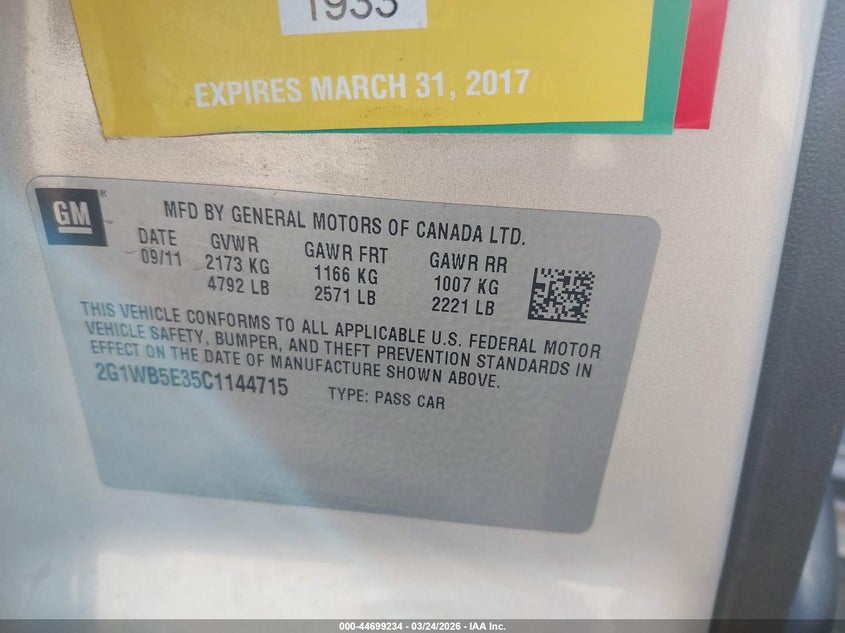 1933
EXPIRES MARCH 31, 2017
GM
MFD BY GENERAL MOTORS OF CANADA LTD.
DATE GVWR GAWR FRT GAWR RR
09/11 2173 KG 1166 KG 1007 KG
4792 LB 2571 LB 2221 LB
THIS VEHICLE CONFORMS TO ALL APPLICABLE U.S. FEDERAL MOTOR
VEHICLE SAFETY, BUMPER, AND THEFT PREVENTION STANDARDS IN
EFFECT ON THE DATE OF MANUFACTURE SHOWN ABOVE.
2G1WB5E35C1144715 TYPE: PASS CAR
000-44699234 / 03/24/2026 - IAA Inc.